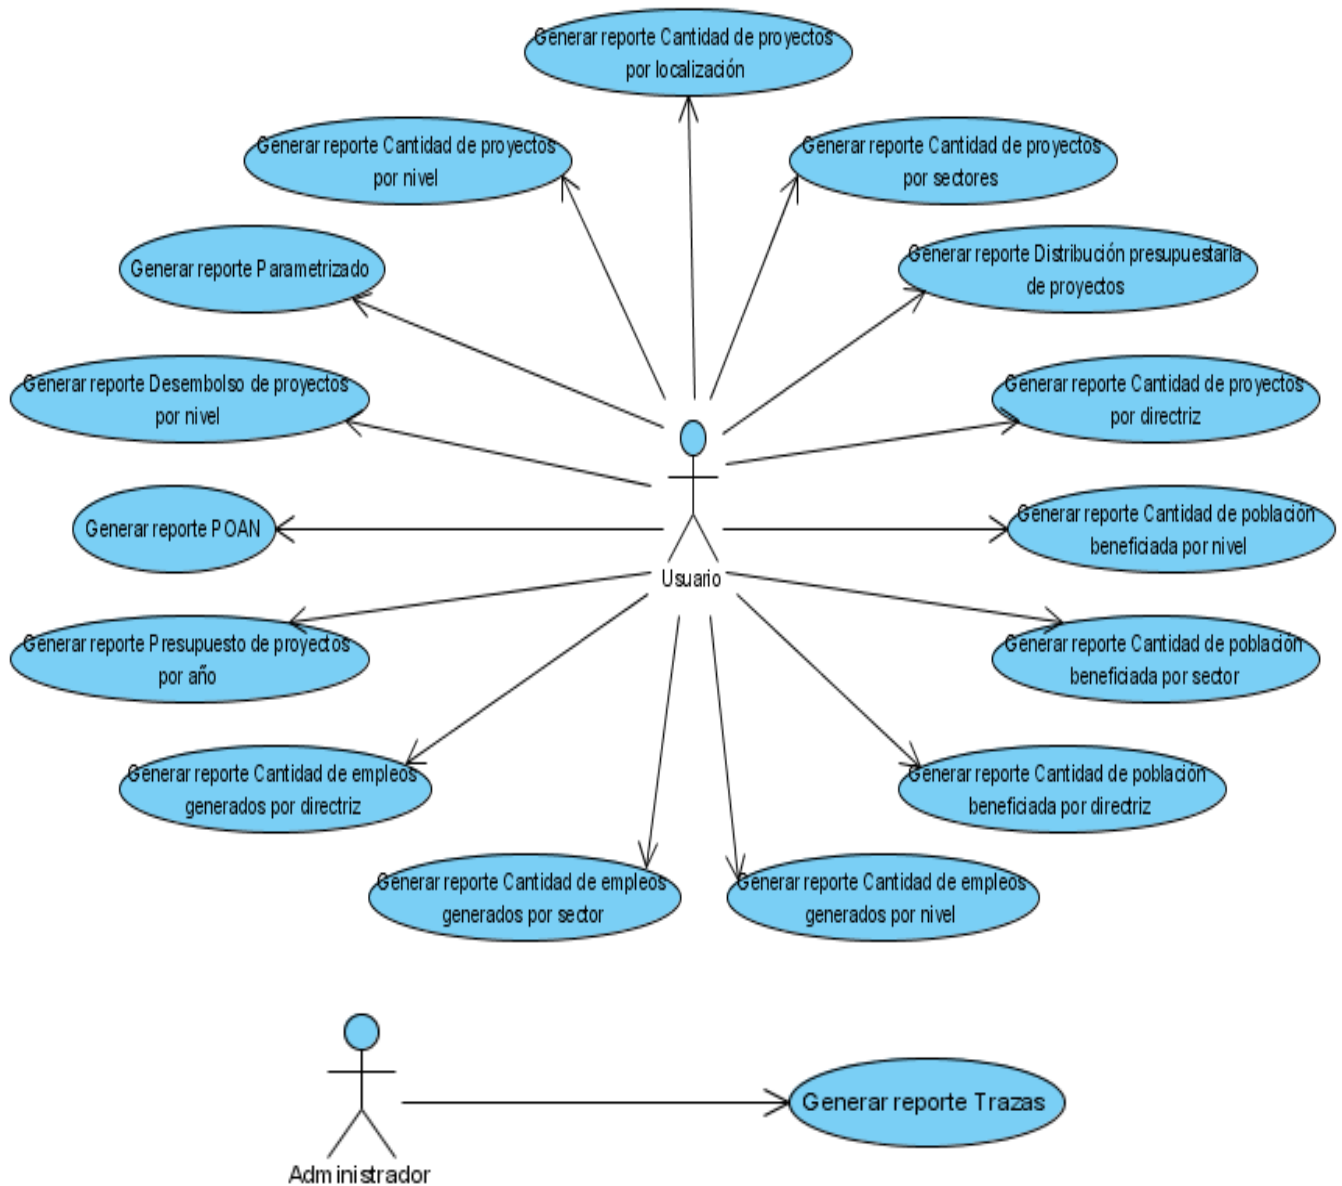 Generar reporte Cantidad de proyectos
por localización
Generar reporte Cantidad de proyectos
por nivel
Generar reporte Cantidad de proyectos
por sectores
Generar reporte Parametrizado
Generar reporte Distribución presupuestaria
de proyectos
Generar reporte Desembolso de proyectos
por nivel
Generar reporte Cantidad de proyectos
por directriz
Generar reporte POAN
Generar reporte Cantidad de población
beneficiada por nivel
Usuario
Generar reporte Presupuesto de proyectos
por año
Generar reporte Cantidad de población
beneficiada por sector
Generar reporte Cantidad de empleos
generados por directriz
Generar reporte Cantidad de población
beneficiada por directriz
Generar reporte Cantidad de empleos
generados por sector
Generar reporte Cantidad de empleos
generados por nivel
Generar reporte Trazas
Administrador